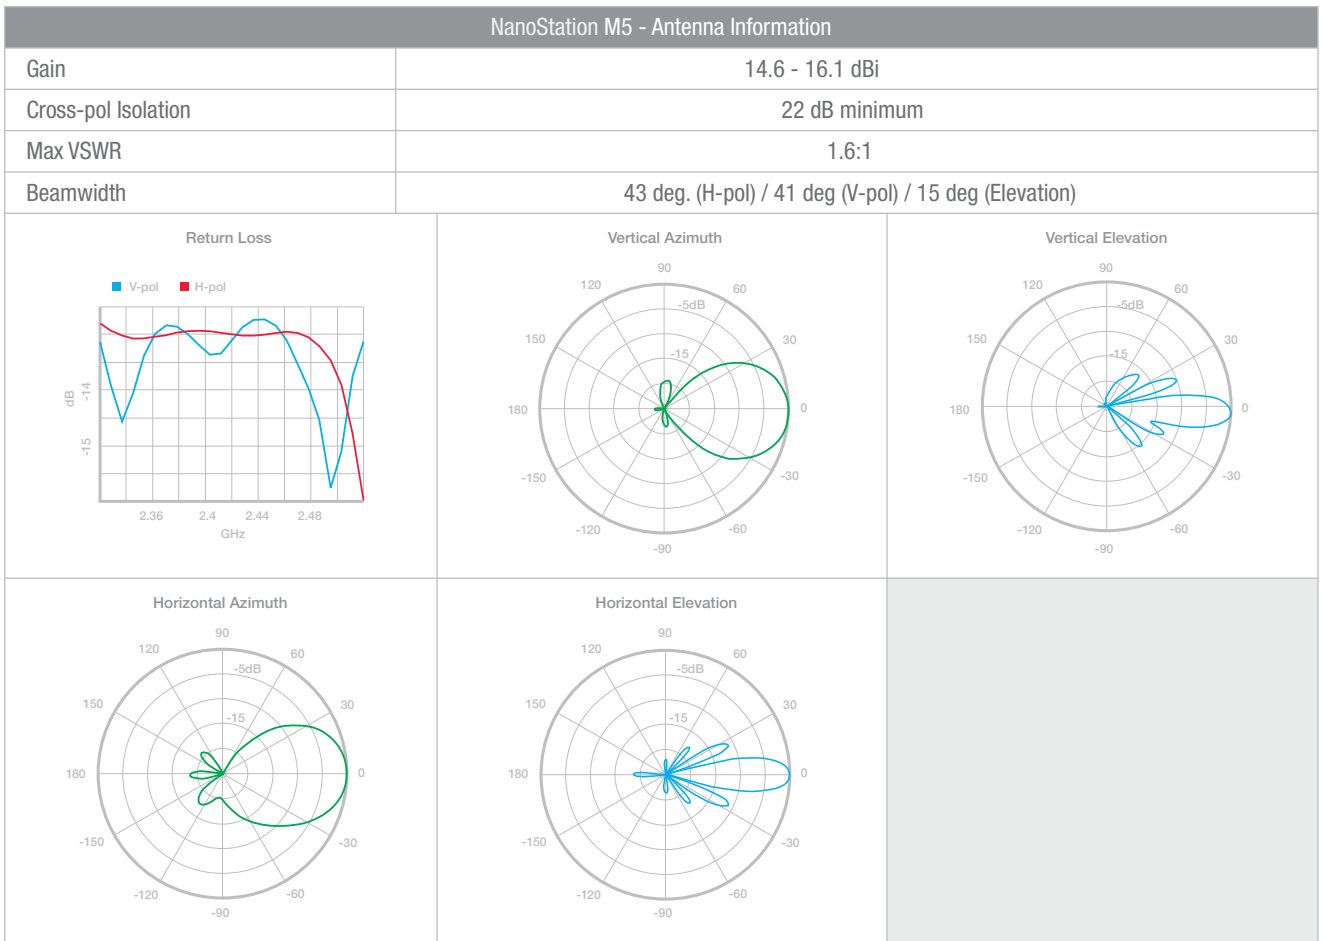 NanoStation M5 - Antenna Information
Gain 14.6 - 16.1 dBi
Cross-pol Isolation 22 dB minimum
Max VSWR 1.6:1
Beamwidth 43 deg. (H-pol) / 41 deg (V-pol) / 15 deg (Elevation)
Return Loss
V-pol H-pol
dB
-14
-15
2.36 2.4 2.44 2.48
GHz
Vertical Azimuth
90
120 60
-5dB
150 30
-15
180 0
-150 -30
-120 -60
-90
Vertical Elevation
90
120 60
-5dB
150 30
-15
180 0
-150 -30
-120 -60
-90
Horizontal Azimuth
90
120 60
-5dB
150 30
-15
180 0
-150 -30
-120 -60
-90
Horizontal Elevation
90
120 60
-5dB
150 30
-15
180 0
-150 -30
-120 -60
-90